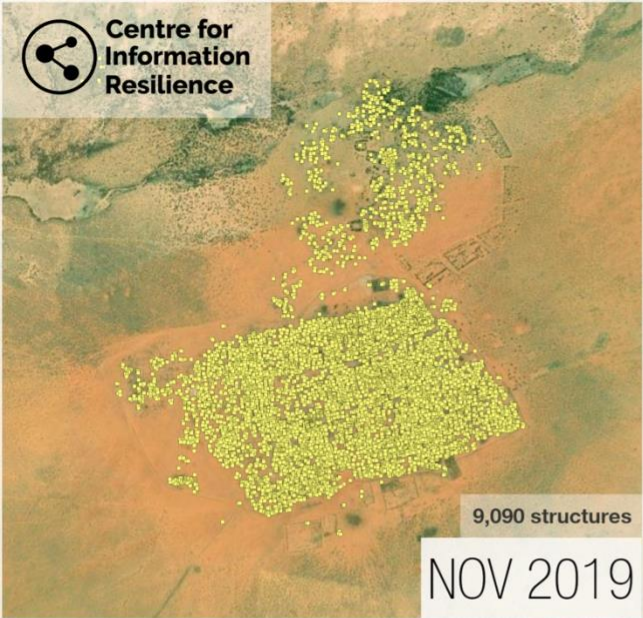 Centre for
Information
Resilience
9,090 structures
NOV 2019